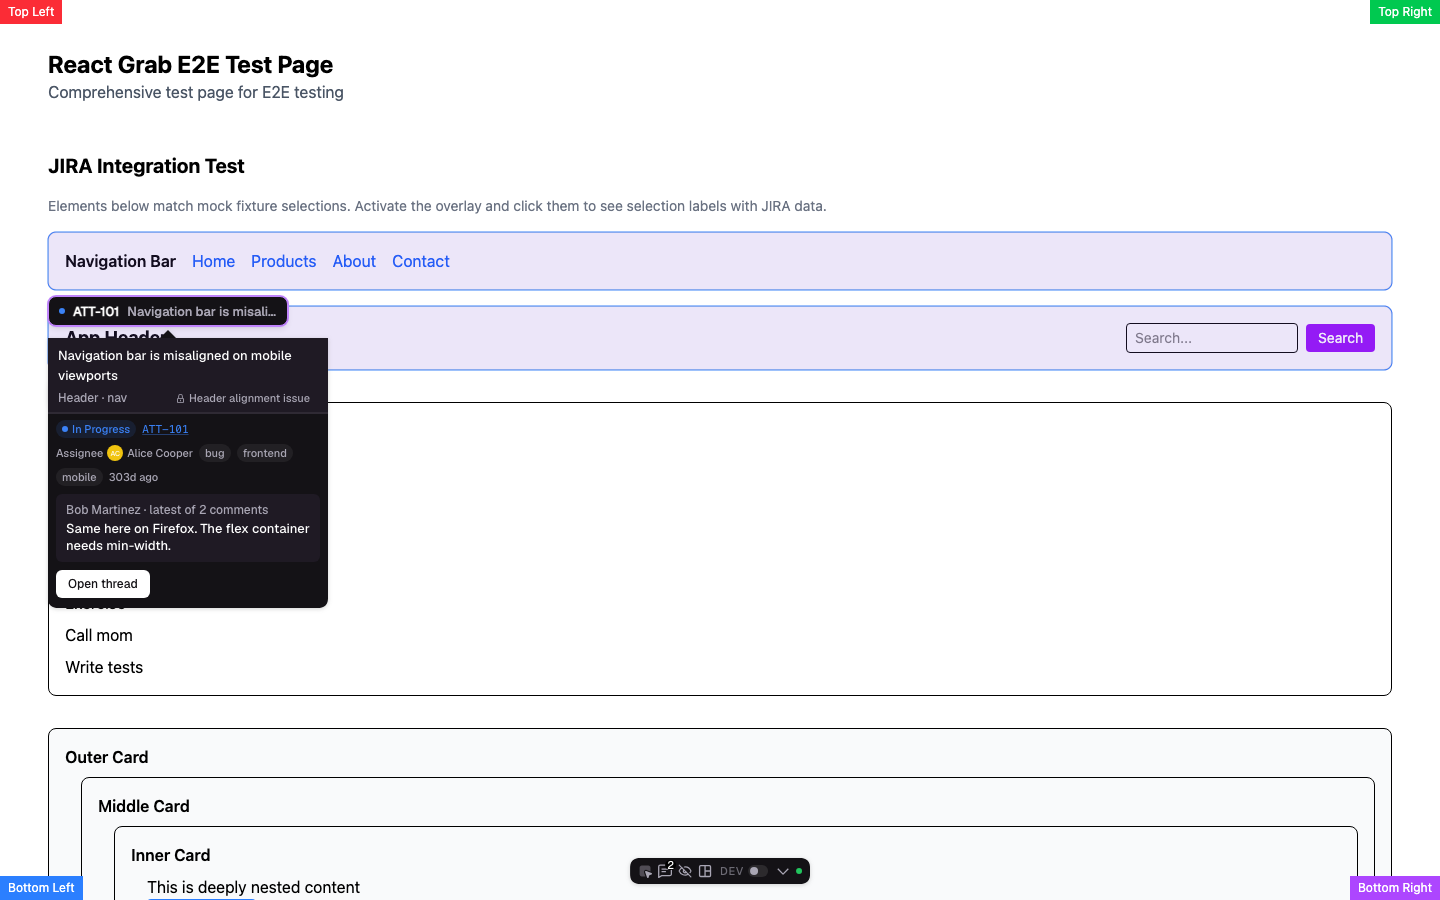 Top Left
Top Right
React Grab E2E Test Page
Comprehensive test page for E2E testing
JIRA Integration Test
Elements below match mock fixture selections. Activate the overlay and click them to see selection labels with JIRA data.
Navigation Bar Home Products About Contact
ATT-101 Navigation bar is misali...
App Header
Search...
Search
Navigation bar is misaligned on mobile
viewports
Header · nav
Header alignment issue
In Progress ATT-101
Assignee AC Alice Cooper bug frontend
mobile 303d ago
Bob Martinez · latest of 2 comments
Same here on Firefox. The flex container
needs min-width.
Open thread
Call mom
Write tests
Outer Card
Middle Card
Inner Card
This is deeply nested content
2
DEV
Bottom Left
Bottom Right